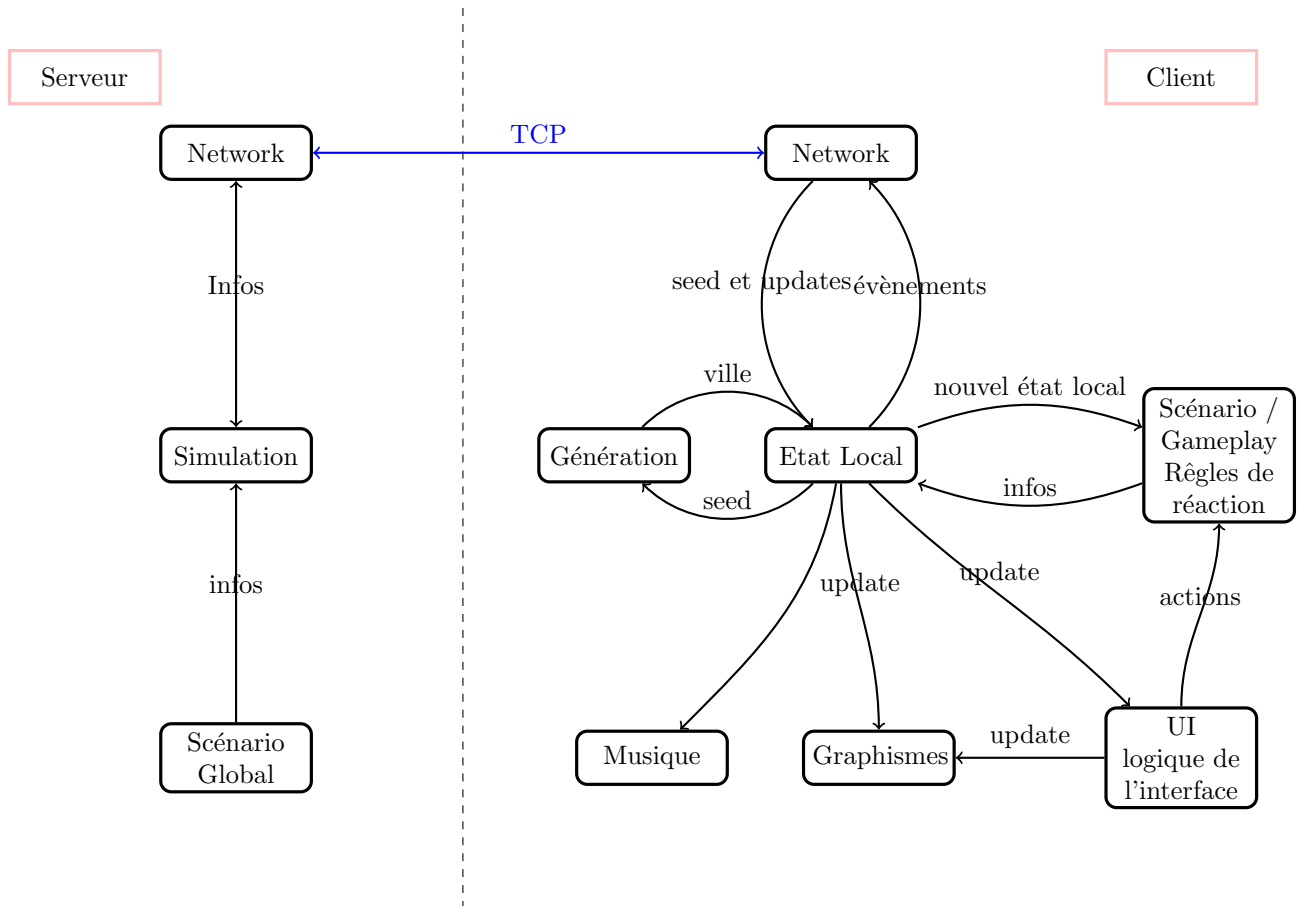 Serveur
Client
TCP
Network
Network
Infos
seed et updates
évènements
ville
nouvel état local
Simulation
Génération
Etat Local
Scénario /
Gameplay
Rêgles de
réaction
seed
infos
infos
update
update
actions
Scénario
Global
Musique
Graphismes
update
UI
logique de
l'interface